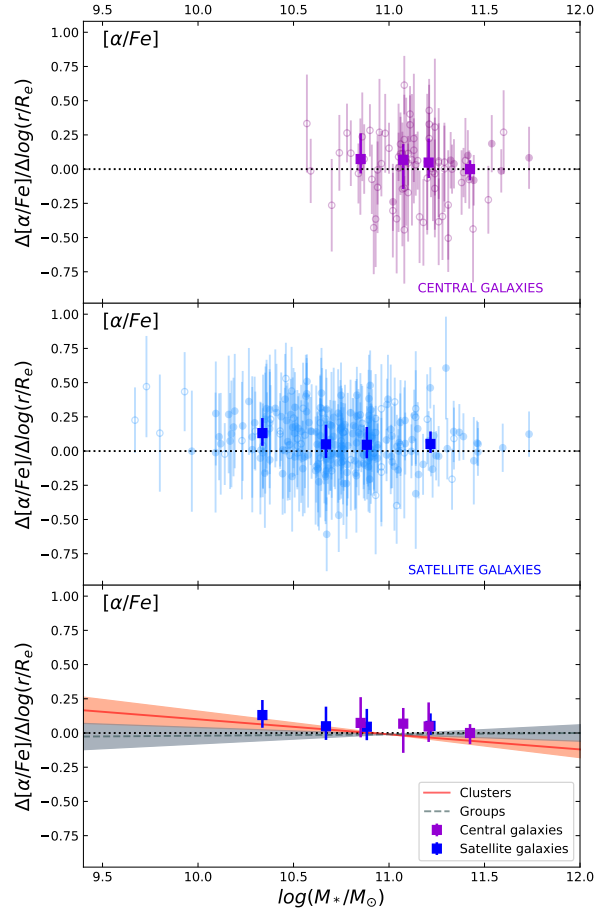 9.5 10.0 10.5 11.0 11.5 12.0
[α/Fe]
1.00
0.75
0.50
0.25
0.00
−0.25
−0.50
−0.75
Δ[α/Fe]/Δlog(r/R_e)
CENTRAL GALAXIES
[α/Fe]
1.00
0.75
0.50
0.25
0.00
−0.25
−0.50
−0.75
Δ[α/Fe]/Δlog(r/R_e)
SATELLITE GALAXIES
[α/Fe]
1.00
0.75
0.50
0.25
0.00
−0.25
−0.50
−0.75
Δ[α/Fe]/Δlog(r/R_e)
Clusters
Groups
Central galaxies
Satellite galaxies
9.5 10.0 10.5 11.0 11.5 12.0
log(M_*/M_⊙)